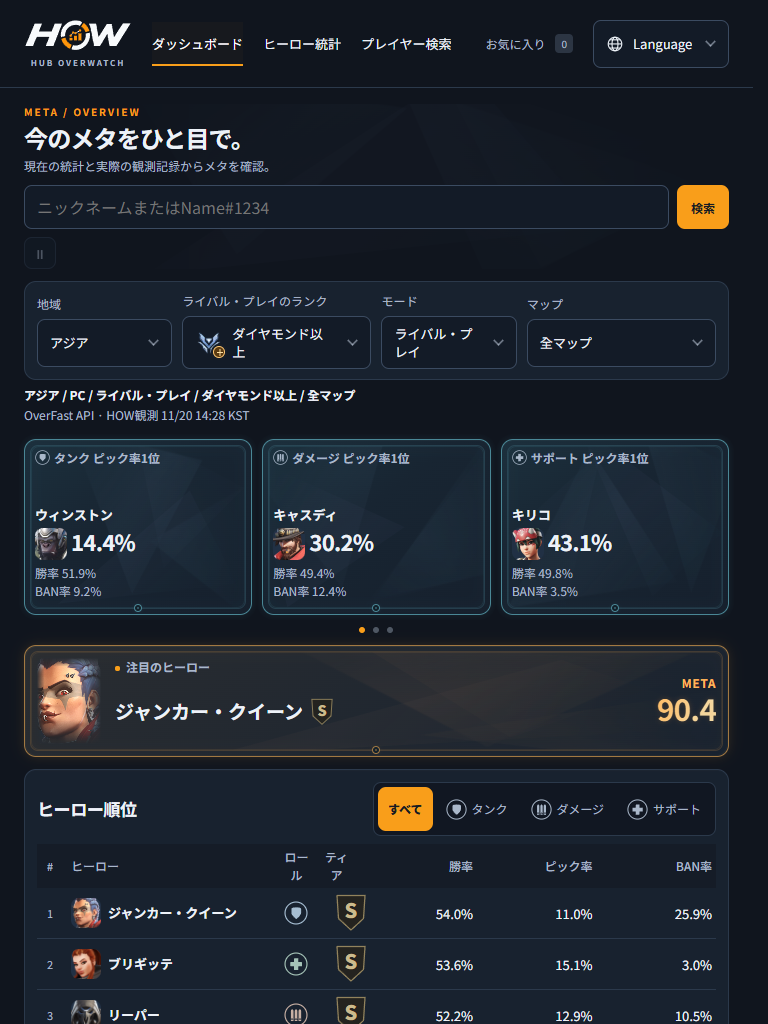 HOW
HUB OVERWATCH
ダッシュボード ヒーロー統計 プレイヤー検索 お気に入り 0 Language
META / OVERVIEW
今のメタをひと目で。
現在の統計と実際の観測記録からメタを確認。
ニックネームまたはName#1234 検索
地域 ライバル・プレイのランク モード マップ
アジア ダイヤモンド以上 ライバル・プレイ 全マップ
アジア / PC / ライバル・プレイ / ダイヤモンド以上 / 全マップ
OverFast API · HOW観測 11/20 14:28 KST
タンク ピック率1位
ウィンストン
14.4%
勝率 51.9%
BAN率 9.2%
ダメージ ピック率1位
キャスディ
30.2%
勝率 49.4%
BAN率 12.4%
サポート ピック率1位
キリコ
43.1%
勝率 49.8%
BAN率 3.5%
注目のヒーロー
ジャンカー・クイーン S
META
90.4
ヒーロー順位 すべて タンク ダメージ サポート
# ヒーロー ロール ティア 勝率 ピック率 BAN率
1 ジャンカー・クイーン S 54.0% 11.0% 25.9%
2 ブリギッテ S 53.6% 15.1% 3.0%
3 リーパー S 52.2% 12.9% 10.5%